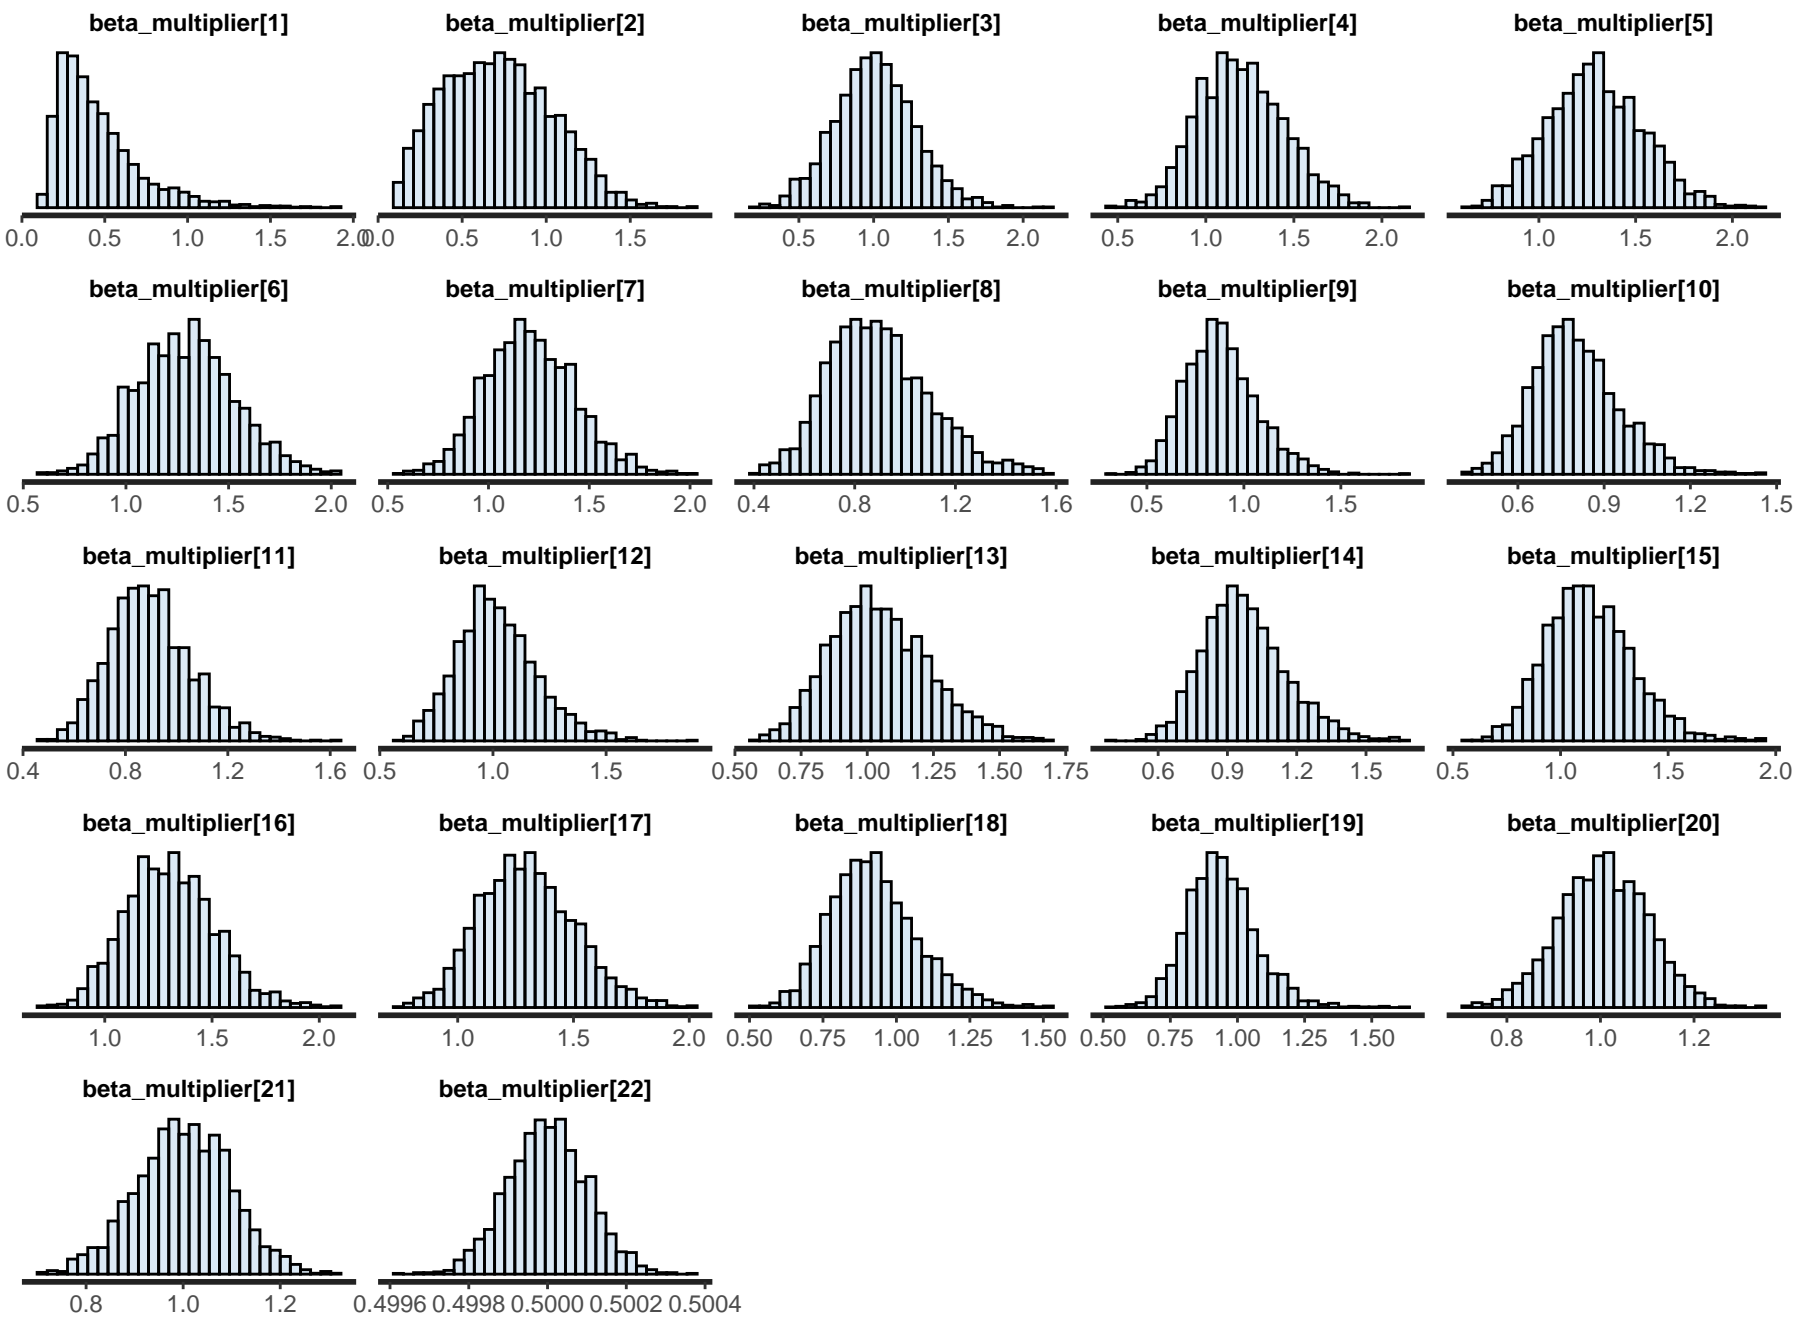 beta_multiplier[1] beta_multiplier[2] beta_multiplier[3] beta_multiplier[4] beta_multiplier[5]
0.0 0.5 1.0 1.5 2.0 0.0 0.5 1.0 1.5 0.5 1.0 1.5 2.0 0.5 1.0 1.5 2.0 1.0 1.5 2.0
beta_multiplier[6] beta_multiplier[7] beta_multiplier[8] beta_multiplier[9] beta_multiplier[10]
0.5 1.0 1.5 2.0 0.5 1.0 1.5 2.0 0.4 0.8 1.2 1.6 0.5 1.0 1.5 0.6 0.9 1.2 1.5
beta_multiplier[11] beta_multiplier[12] beta_multiplier[13] beta_multiplier[14] beta_multiplier[15]
0.4 0.8 1.2 1.6 0.5 1.0 1.5 0.50 0.75 1.00 1.25 1.50 1.75 0.6 0.9 1.2 1.5 0.5 1.0 1.5 2.0
beta_multiplier[16] beta_multiplier[17] beta_multiplier[18] beta_multiplier[19] beta_multiplier[20]
1.0 1.5 2.0 1.0 1.5 2.0 0.50 0.75 1.00 1.25 1.50 0.50 0.75 1.00 1.25 1.50 0.8 1.0 1.2
beta_multiplier[21] beta_multiplier[22]
0.8 1.0 1.2 0.4996 0.4998 0.5000 0.5002 0.5004